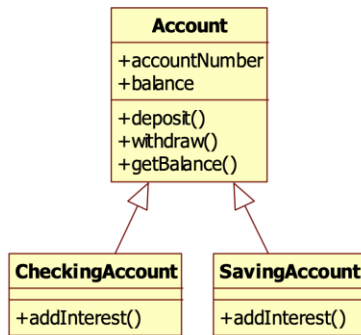 Account
+accountNumber
+balance
+deposit()
+withdraw()
+getBalance()
CheckingAccount
+addInterest()
SavingAccount
+addInterest()